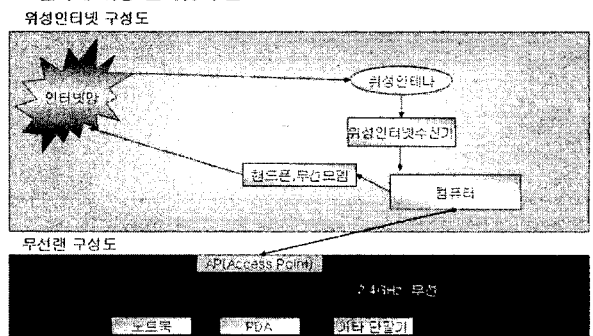 위성인터넷 구성도
인터넷망
위성안테나
위성인터넷수신기
핸드폰,무선모뎀
컴퓨터
무선랜 구성도
AP(Access Point)
2.4GHz 무선
노트북
PDA
기타 단말기